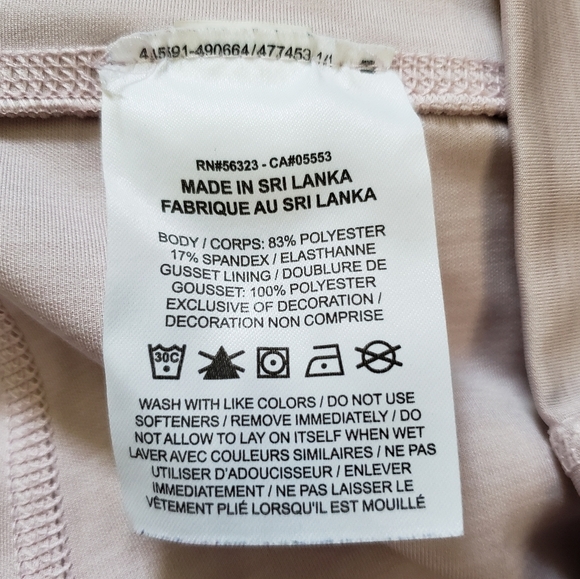 RN#56323 - CA#05553
MADE IN SRI LANKA
FABRIQUE AU SRI LANKA
BODY / CORPS: 83% POLYESTER
17% SPANDEX / ELASTHANNE
GUSSET LINING / DOUBLURE DE
GOUSSET: 100% POLYESTER
EXCLUSIVE OF DECORATION /
DECORATION NON COMPRISE
30C
WASH WITH LIKE COLORS / DO NOT USE
SOFTENERS / REMOVE IMMEDIATELY / DO
NOT ALLOW TO LAY ON ITSELF WHEN WET
LAVER AVEC COULEURS SIMILAIRES / NE PAS
UTILISER D'ADOUCISSEUR / ENLEVER
IMMEDIATEMENT / NE PAS LAISSER LE
VÊTEMENT PLIÉ LORSQU'IL EST MOUILLÉ